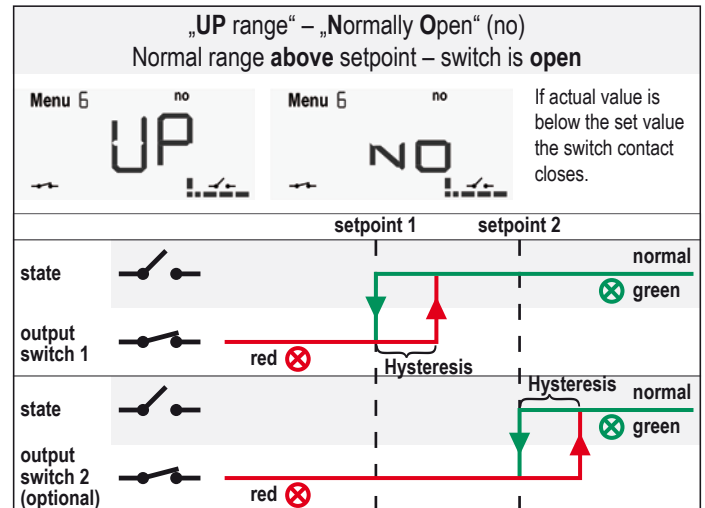 „UP range“ – „Normally Open“ (no)
Normal range above setpoint – switch is open
Menu 6 no
UP
Menu 6 no
NO
If actual value is
below the set value
the switch contact
closes.
setpoint 1 setpoint 2
state
normal
green
output
switch 1
red
Hysteresis
Hysteresis
state
normal
green
output
switch 2
(optional)
red